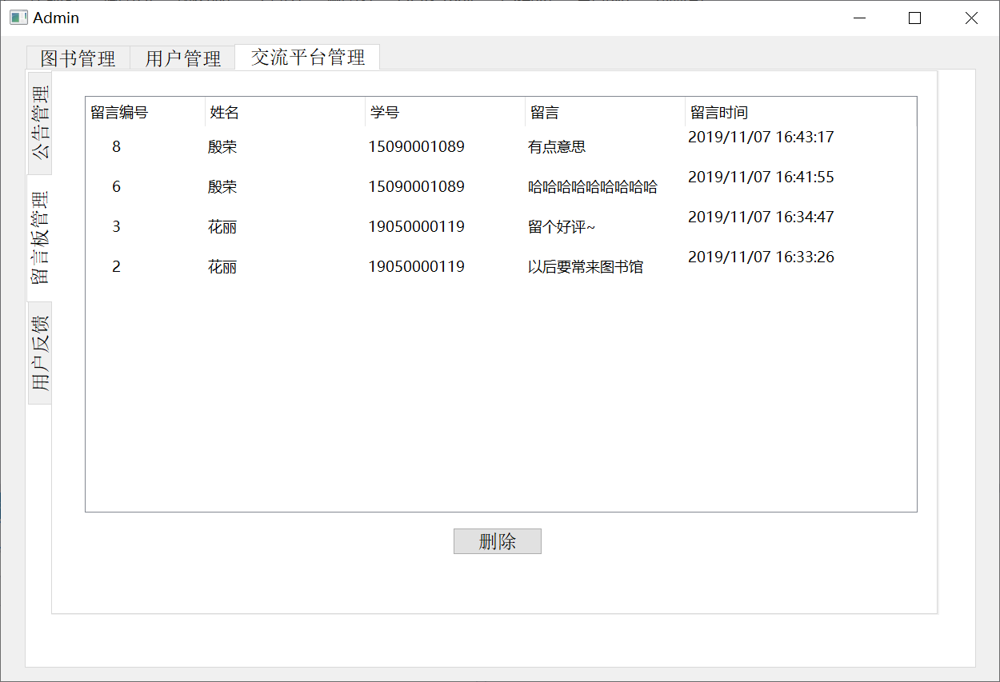 Admin
图书管理 用户管理 交流平台管理
公告管理
留言板管理
用户反馈
留言编号 姓名 学号 留言 留言时间
8 殷荣 15090001089 有点意思 2019/11/07 16:43:17
6 殷荣 15090001089 哈哈哈哈哈哈哈哈哈 2019/11/07 16:41:55
3 花丽 19050000119 留个好评~ 2019/11/07 16:34:47
2 花丽 19050000119 以后要常来图书馆 2019/11/07 16:33:26
删除